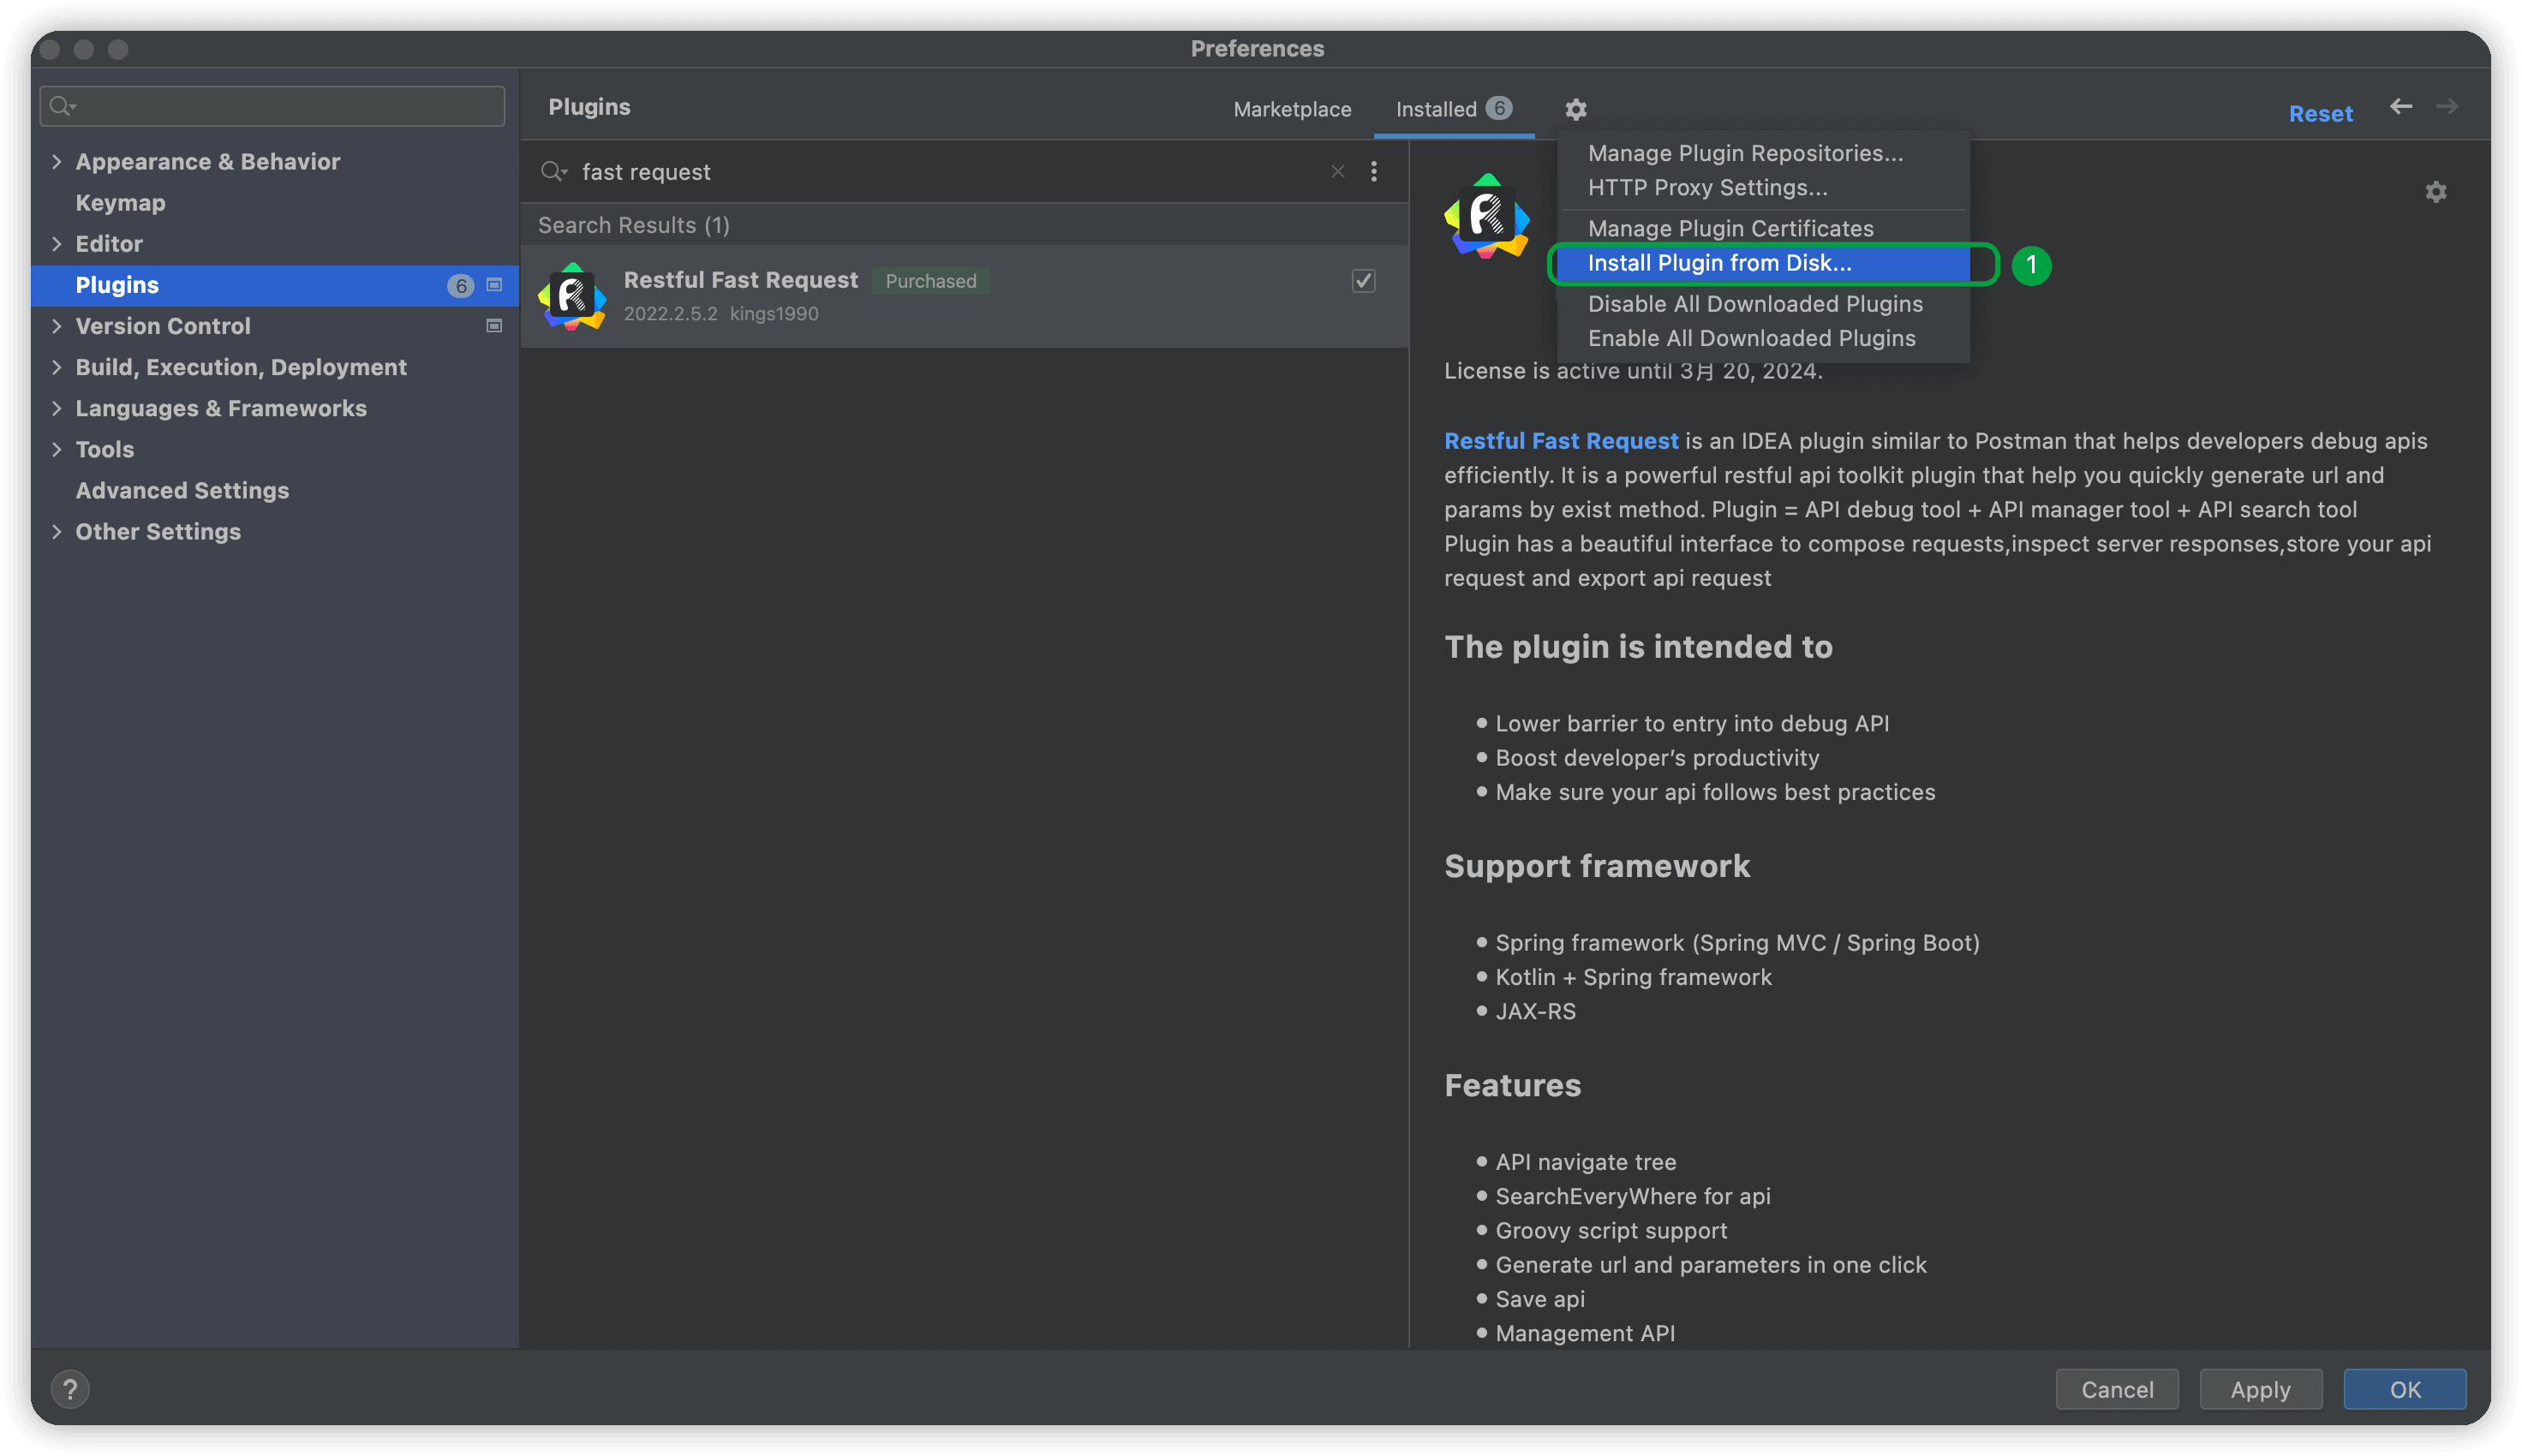 Preferences
Appearance & Behavior
Keymap
Editor
Plugins 6
Version Control
Build, Execution, Deployment
Languages & Frameworks
Tools
Advanced Settings
Other Settings
Plugins
Marketplace
Installed 6
Reset
fast request
Search Results (1)
Restful Fast Request Purchased
2022.2.5.2 kings1990
Manage Plugin Repositories...
HTTP Proxy Settings...
Manage Plugin Certificates
Install Plugin from Disk... 1
Disable All Downloaded Plugins
Enable All Downloaded Plugins
License is active until 3月 20, 2024.
Restful Fast Request is an IDEA plugin similar to Postman that helps developers debug apis
efficiently. It is a powerful restful api toolkit plugin that help you quickly generate url and
params by exist method. Plugin = API debug tool + API manager tool + API search tool
Plugin has a beautiful interface to compose requests,inspect server responses,store your api
request and export api request
The plugin is intended to
• Lower barrier to entry into debug API
• Boost developer’s productivity
• Make sure your api follows best practices
Support framework
• Spring framework (Spring MVC / Spring Boot)
• Kotlin + Spring framework
• JAX-RS
Features
• API navigate tree
• SearchEveryWhere for api
• Groovy script support
• Generate url and parameters in one click
• Save api
• Management API
?
Cancel
Apply
OK